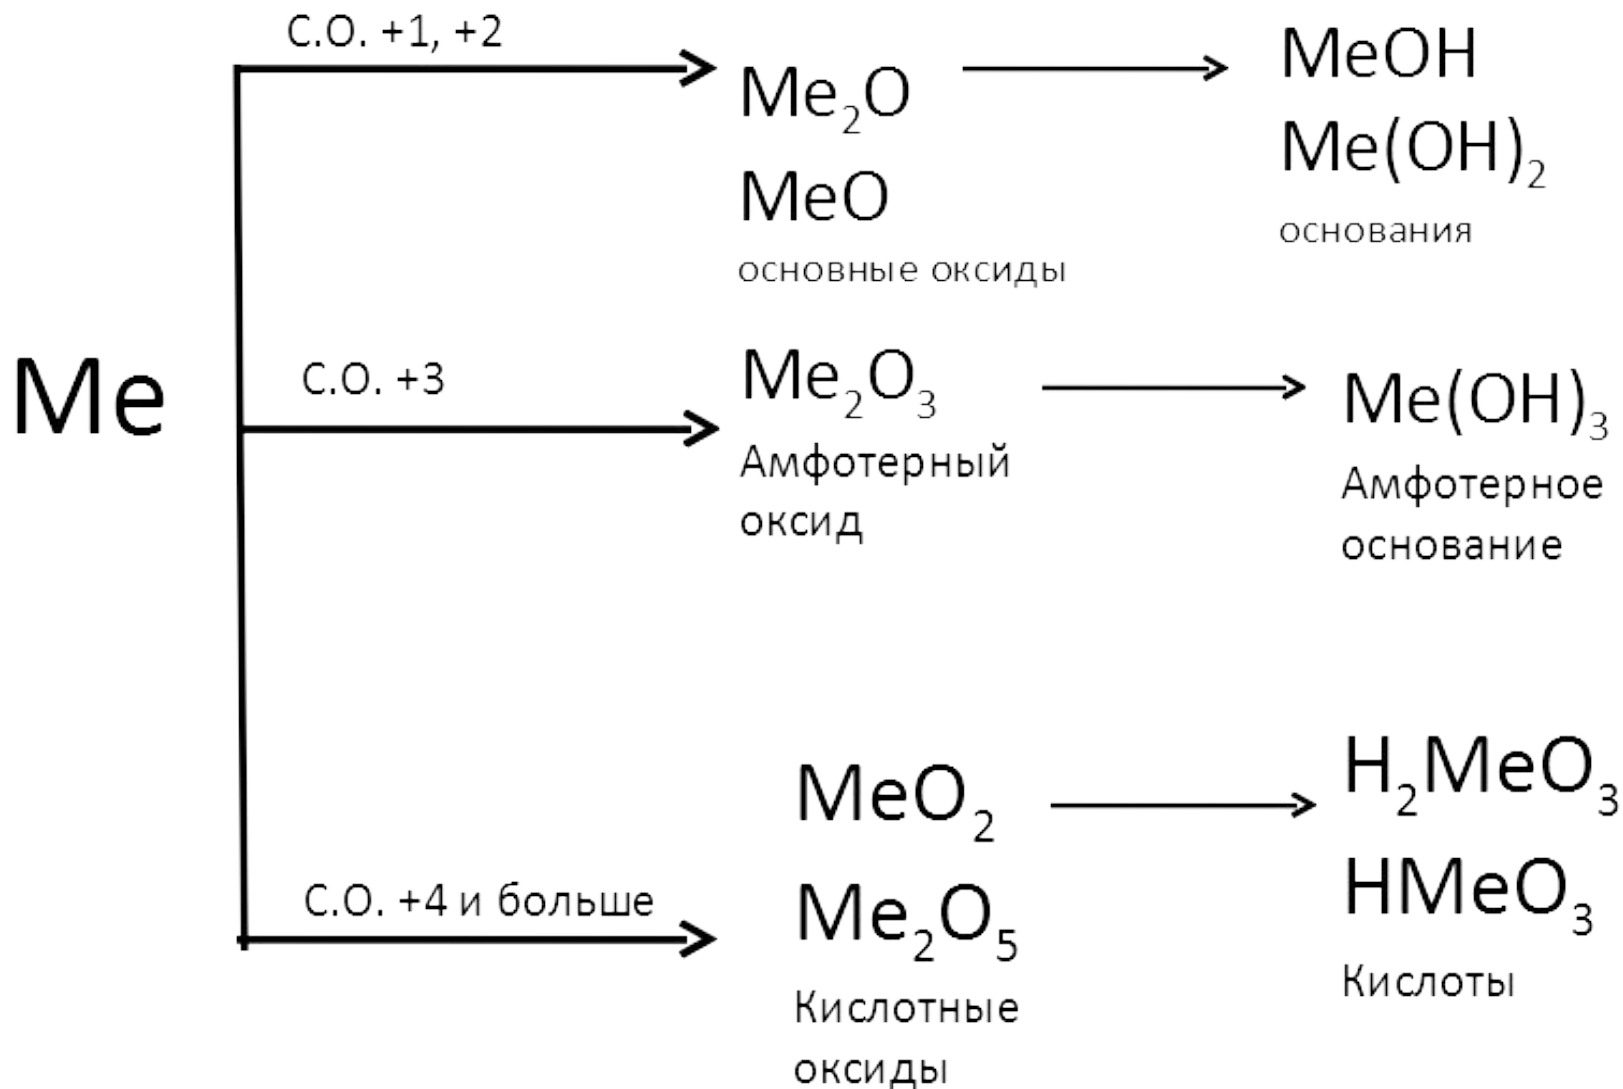 С.О. +1, +2
Me₂O
MeO
основные оксиды
MeOH
Me(OH)₂
основания
Me
С.О. +3
Me₂O₃
Амфотерный
оксид
Me(OH)₃
Амфотерное
основание
С.О. +4 и больше
MeO₂
Me₂O₅
Кислотные
оксиды
H₂MeO₃
HMeO₃
Кислоты